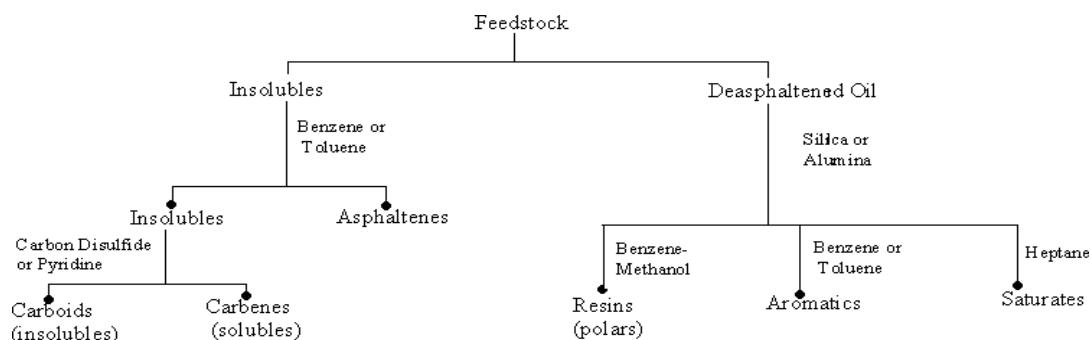 Feedstock
Insolubles
Deasphaltened Oil
Benzene or
Toluene
Silica or
Alumina
Insolubles
Asphaltenes
Carbon Disulfide
or Pyridine
Benzene-
Methanol
Benzene or
Toluene
Heptane
Carboids
(insolubles)
Carbenes
(solubles)
Resins
(polars)
Aromatics
Saturates